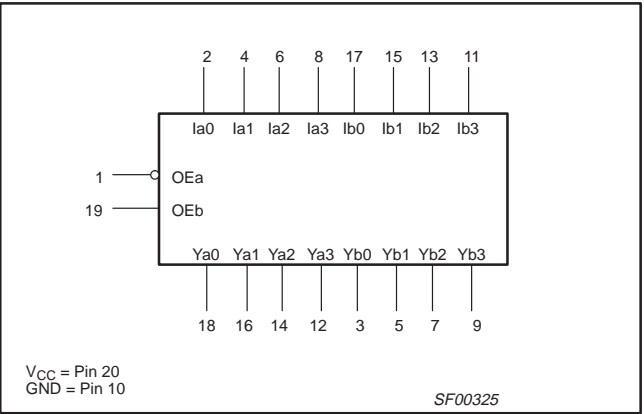 2 4 6 8 17 15 13 11
Ia0 Ia1 Ia2 Ia3 Ib0 Ib1 Ib2 Ib3
1 OEa
19 OEb
Ya0 Ya1 Ya2 Ya3 Yb0 Yb1 Yb2 Yb3
18 16 14 12 3 5 7 9
VCC = Pin 20
GND = Pin 10
SF00325